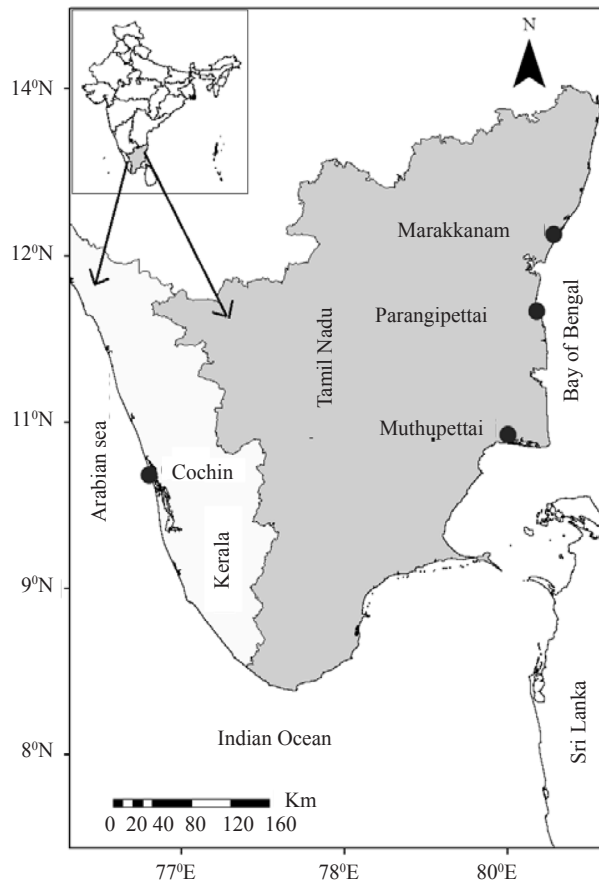 N
14⁰N
Marakkanam
12⁰N
Parangipettai
Tamil Nadu
Bay of Bengal
11⁰N
Muthupettai
Arabian sea
Cochin
Kerala
9⁰N
Sri Lanka
Indian Ocean
8⁰N
Km
0 20 40 80 120 160
77⁰E 78⁰E 80⁰E